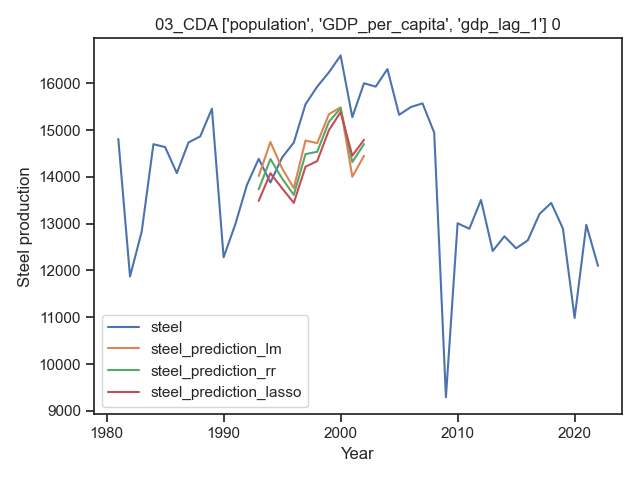 03_CDA ['population', 'GDP_per_capita', 'gdp_lag_1'] 0
16000
15000
14000
13000
12000
11000
10000
9000
Steel production
steel
steel_prediction_lm
steel_prediction_rr
steel_prediction_lasso
1980 1990 2000 2010 2020
Year